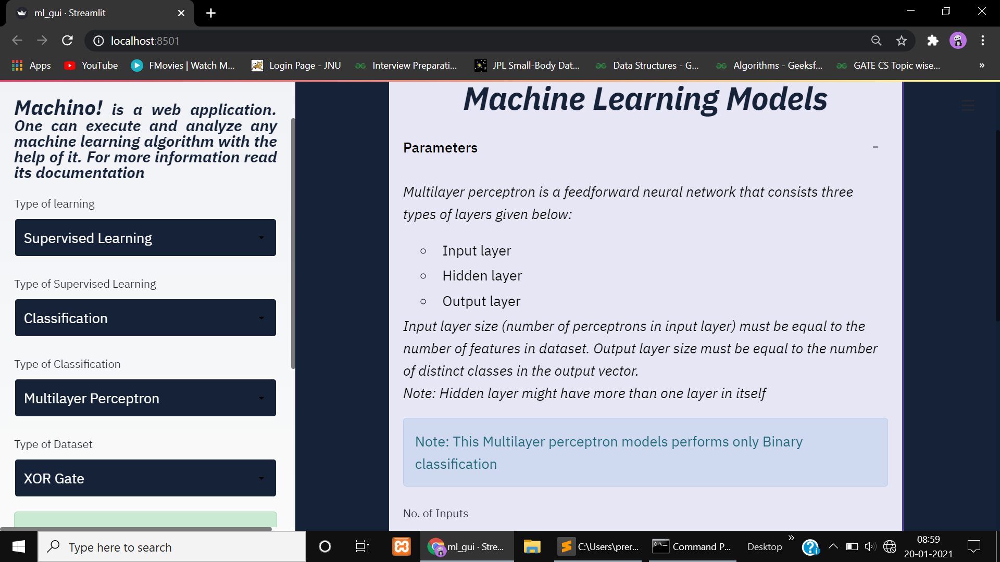 ml_gui · Streamlit
localhost:8501
Apps
YouTube
FMovies | Watch M...
Login Page - JNU
Interview Preparati...
JPL Small-Body Dat...
Data Structures - G...
Algorithms - Geeksf...
GATE CS Topic wise...
»
Machino! is a web application.
One can execute and analyze any
machine learning algorithm with the
help of it. For more information read
its documentation
Type of learning
Supervised Learning
Type of Supervised Learning
Classification
Type of Classification
Multilayer Perceptron
Type of Dataset
XOR Gate
Machine Learning Models
Parameters
Multilayer perceptron is a feedforward neural network that consists three
types of layers given below:
Input layer
Hidden layer
Output layer
Input layer size (number of perceptrons in input layer) must be equal to the
number of features in dataset. Output layer size must be equal to the number
of distinct classes in the output vector.
Note: Hidden layer might have more than one layer in itself
Note: This Multilayer perceptron models performs only Binary
classification
No. of Inputs
Type here to search
ml_gui · Stre...
C:\Users\prer...
Command P...
Desktop
»
08:59
20-01-2021